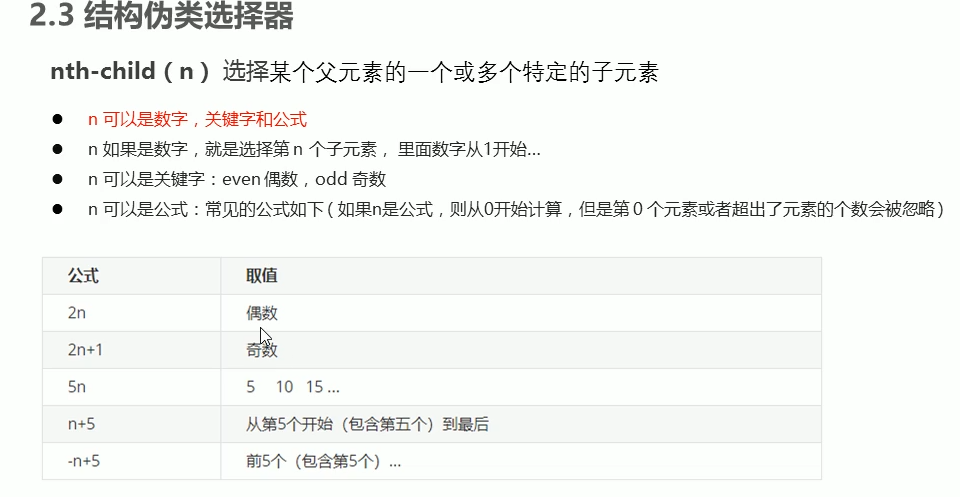 2.3 结构伪类选择器
nth-child（n） 选择某个父元素的一个或多个特定的子元素
● n 可以是数字，关键字和公式
● n 如果是数字，就是选择第 n 个子元素， 里面数字从1开始…
● n 可以是关键字：even 偶数，odd 奇数
● n 可以是公式：常见的公式如下 ( 如果n是公式，则从0开始计算，但是第 0 个元素或者超出了元素的个数会被忽略 )
公式 取值
2n 偶数
2n+1 奇数
5n 5 10 15 ...
n+5 从第5个开始（包含第五个）到最后
-n+5 前5个（包含第5个）...